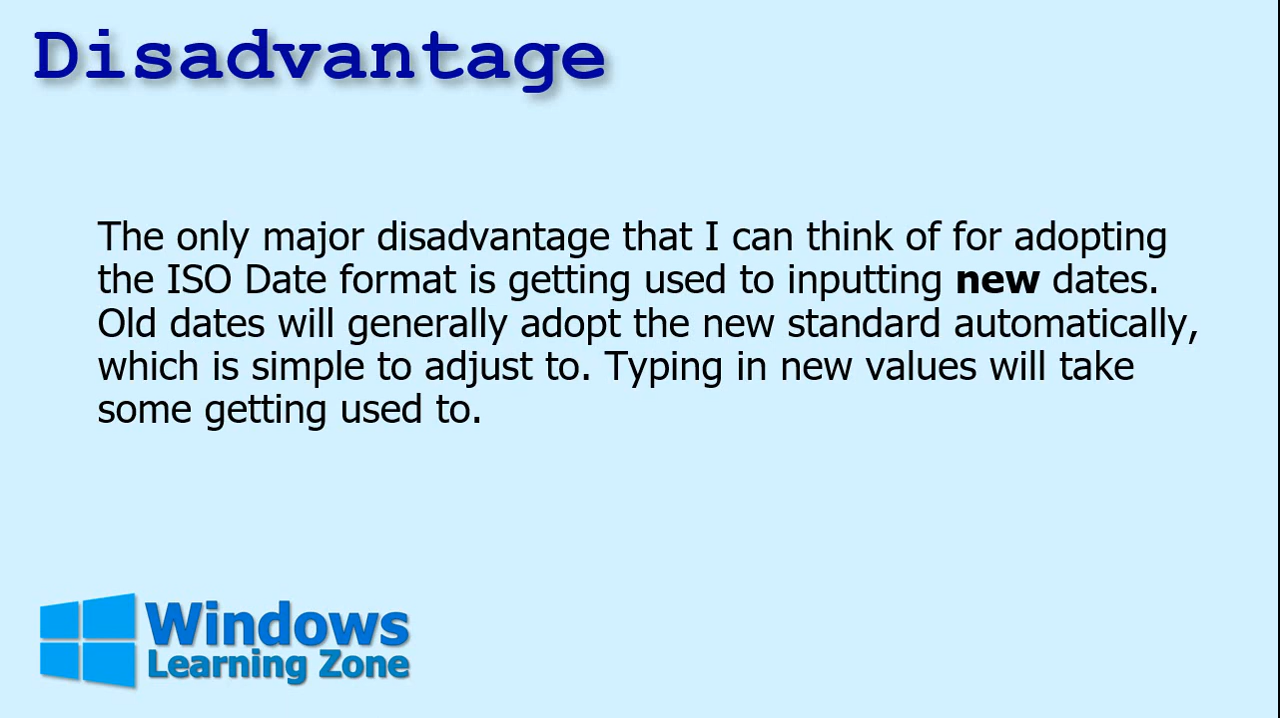 Disadvantage
The only major disadvantage that I can think of for adopting
the ISO Date format is getting used to inputting new dates.
Old dates will generally adopt the new standard automatically,
which is simple to adjust to. Typing in new values will take
some getting used to.
Windows
Learning Zone